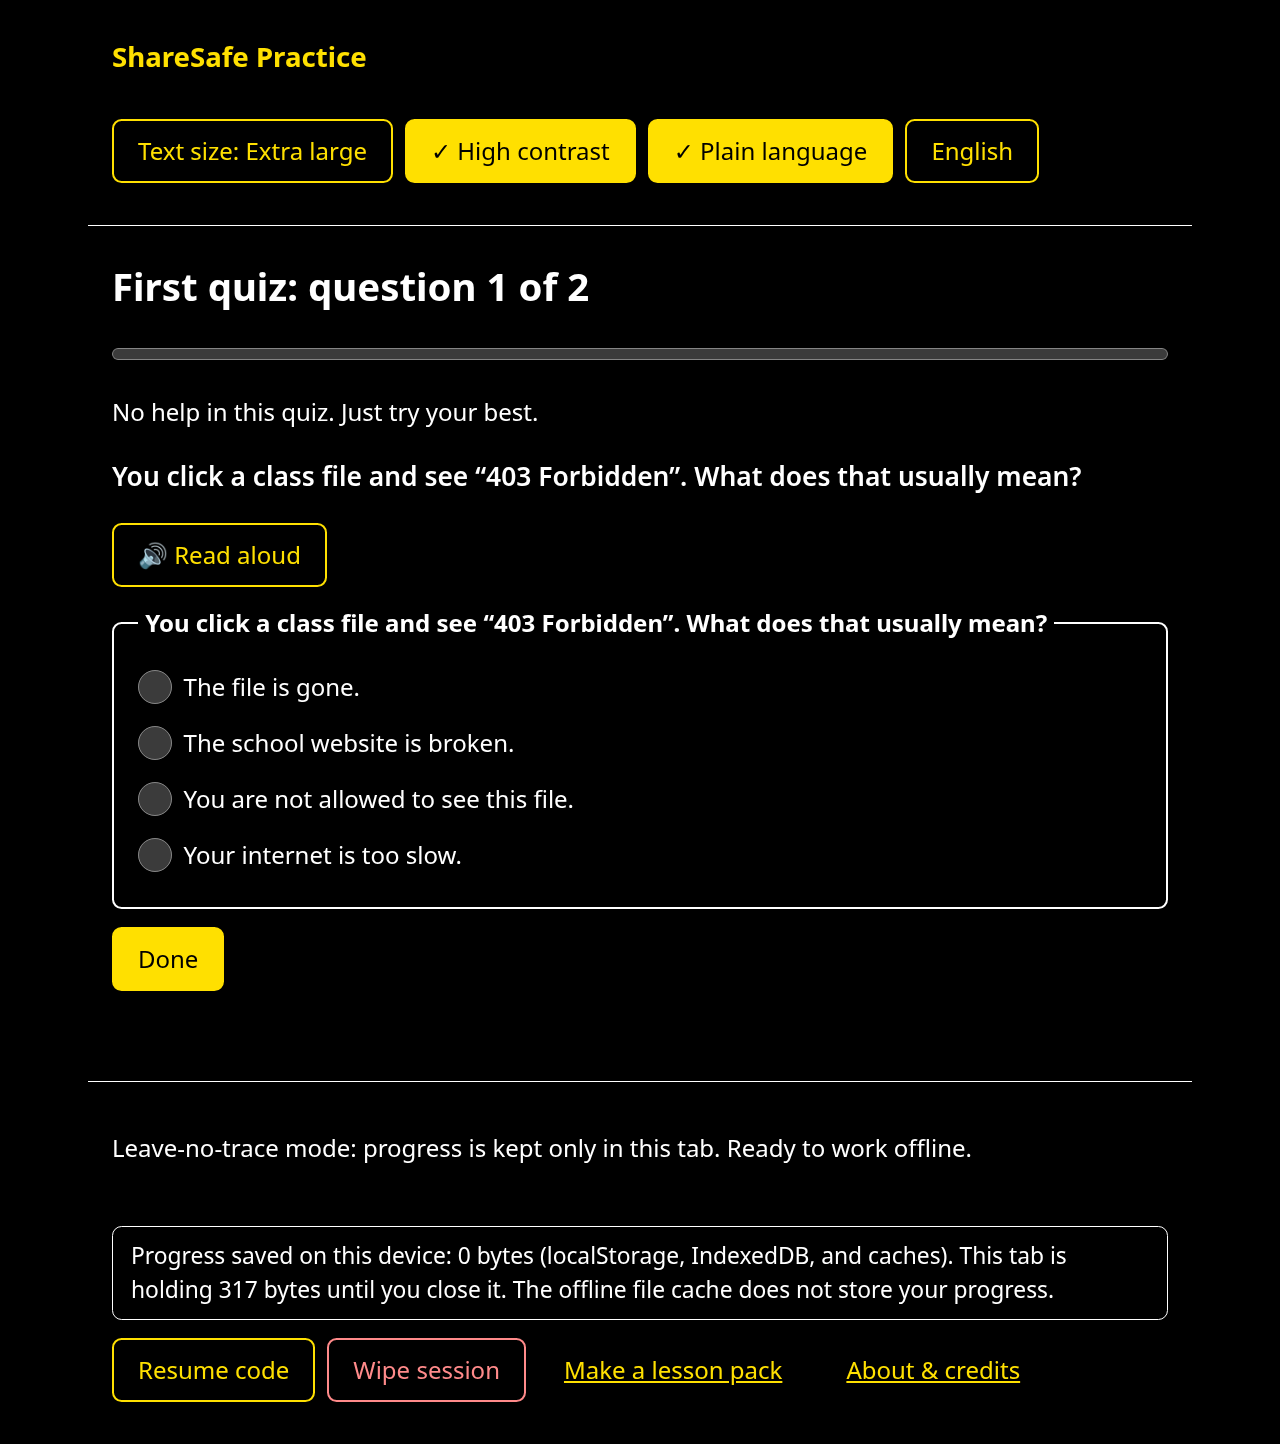 ShareSafe Practice
Text size: Extra large
✓ High contrast
✓ Plain language
English
First quiz: question 1 of 2
No help in this quiz. Just try your best.
You click a class file and see “403 Forbidden”. What does that usually mean?
🔊 Read aloud
You click a class file and see “403 Forbidden”. What does that usually mean?
The file is gone.
The school website is broken.
You are not allowed to see this file.
Your internet is too slow.
Done
Leave-no-trace mode: progress is kept only in this tab. Ready to work offline.
Progress saved on this device: 0 bytes (localStorage, IndexedDB, and caches). This tab is
holding 317 bytes until you close it. The offline file cache does not store your progress.
Resume code
Wipe session
Make a lesson pack
About & credits